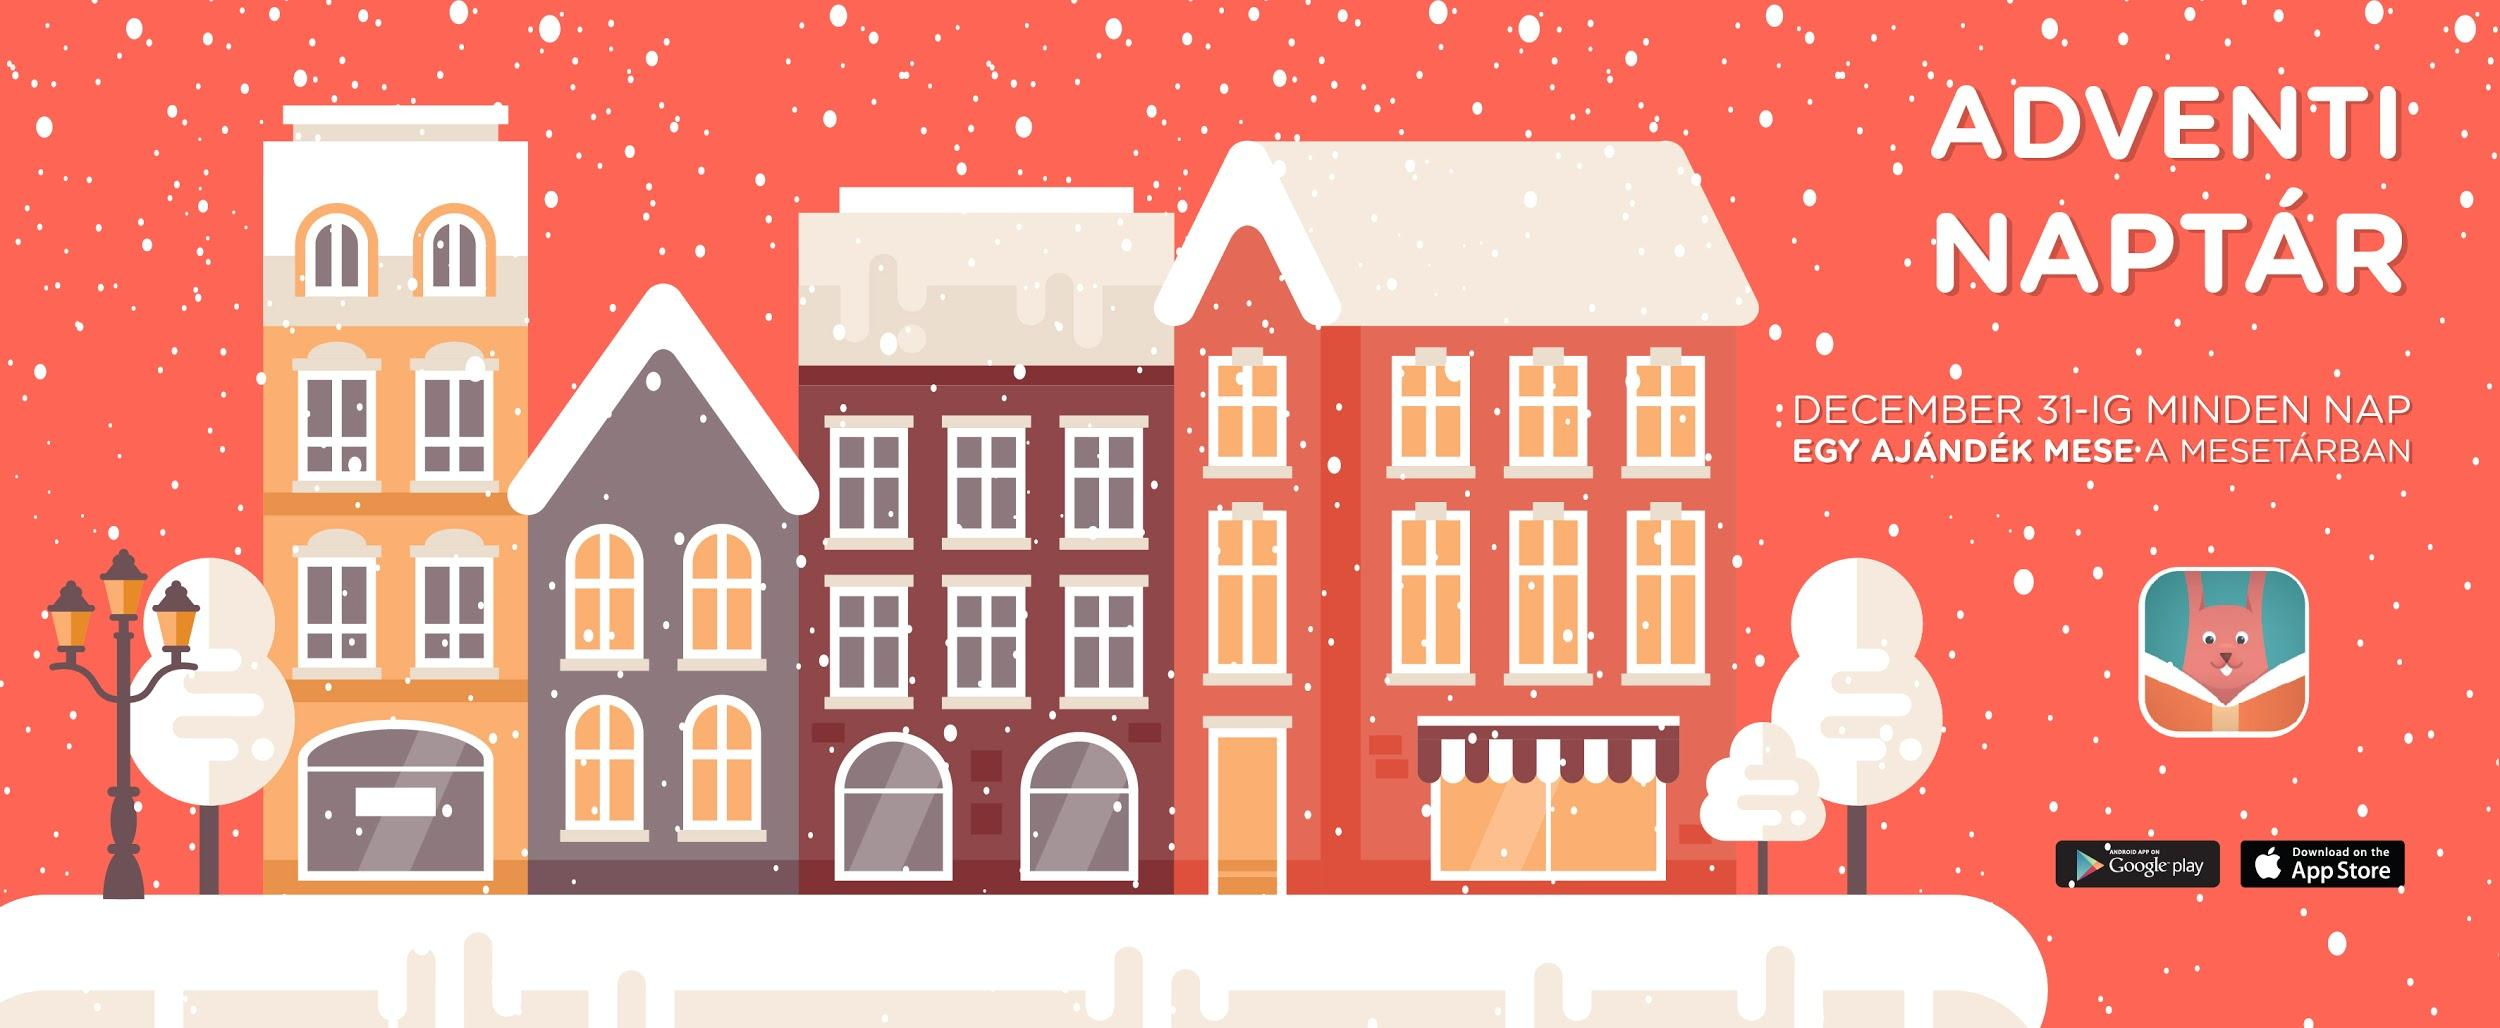 ADVENTI
NAPTÁR
DECEMBER 31-IG MINDEN NAP
EGY AJÁNDÉK MESE A MESETÁRBAN
ANDROID APP ON
Google play
Download on the
App Store